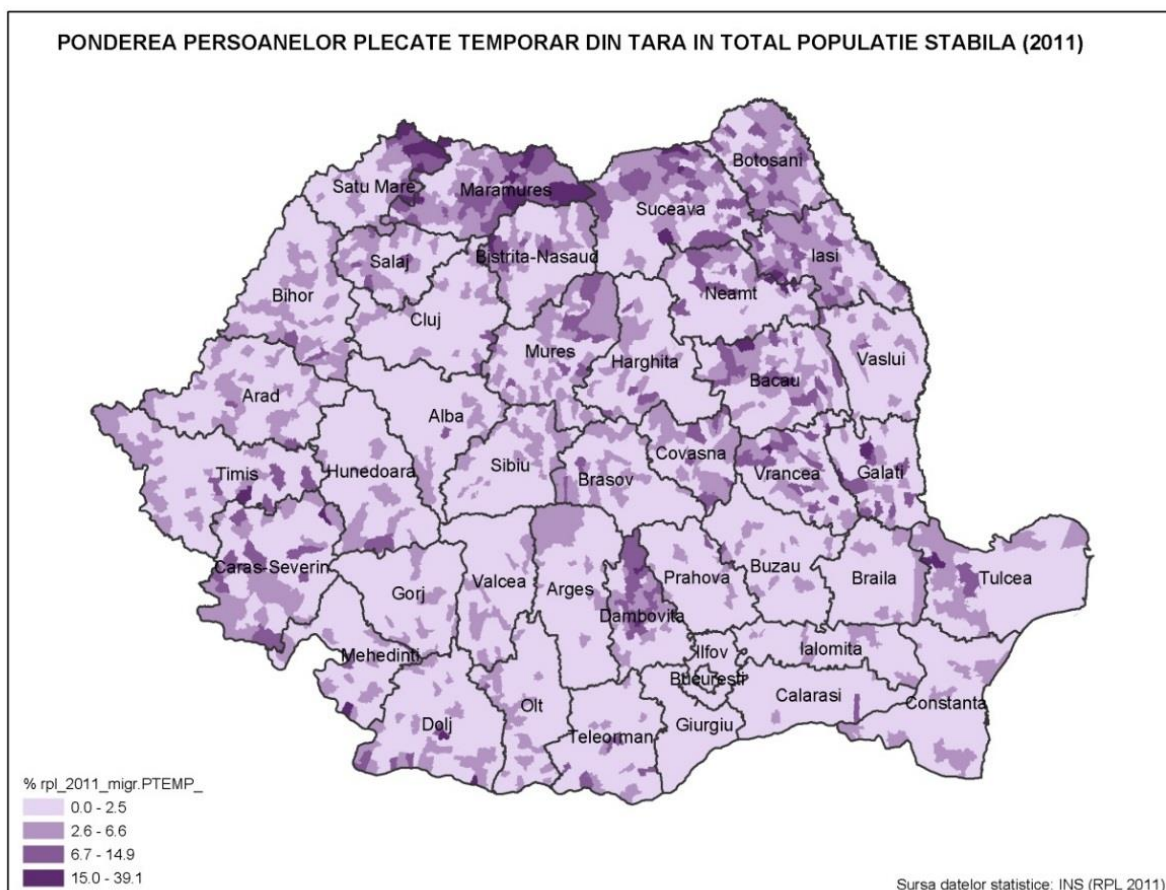 PONDEREA PERSOANELOR PLECATE TEMPORAR DIN TARA IN TOTAL POPULATIE STABILA (2011)
Botosani
Satu Mare
Maramures
Suceava
Iasi
Salaj
Bistrita-Nasaud
Neamt
Bihor
Cluj
Mures
Harghita
Vaslui
Bacau
Arad
Alba
Covasna
Sibiu
Timis
Hunedoara
Brasov
Vrancea
Galati
Caras-Severin
Gorj
Valcea
Arges
Prahova
Buzau
Braila
Tulcea
Dambovita
Mehedinti
Ilfov
Ialomita
Bucuresti
Calarasi
Constanta
Olt
Dolj
Teleorman
Giurgiu
% rpl_2011_migr.PTEMP_
0.0 - 2.5
2.6 - 6.6
6.7 - 14.9
15.0 - 39.1
Sursa datelor statistice: INS (RPL 2011)